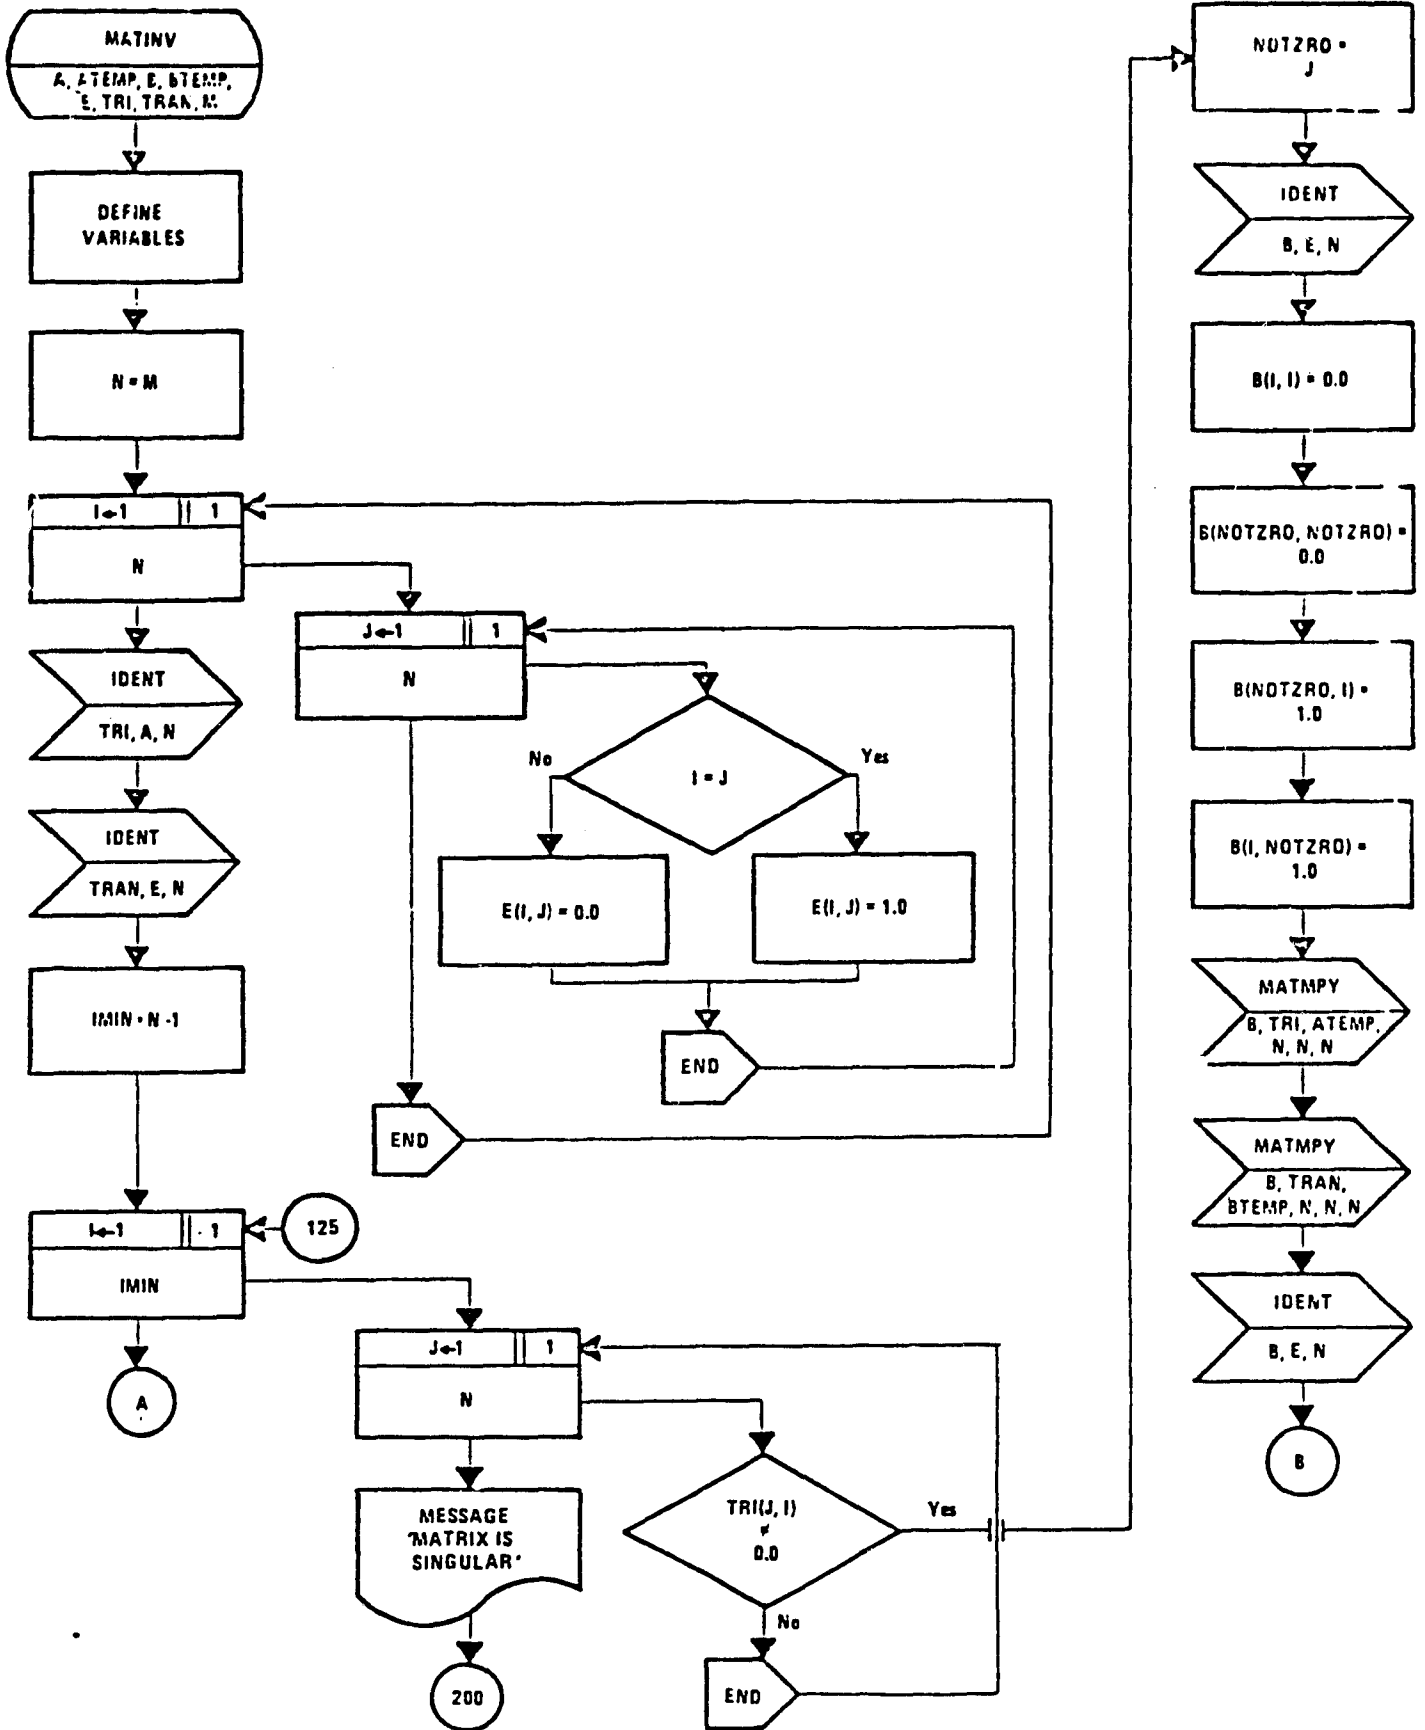 MATINV
A, ATEMP, B, BTEMP,
E, TRI, TRAN, M
DEFINE
VARIABLES
N = M
I←1 1
N
IDENT
TRI, A, N
IDENT
TRAN, E, N
IMIN = N - 1
I←1 1
IMIN
125
A
J←1 1
N
I = J
No
Yes
E(I, J) = 0.0
E(I, J) = 1.0
END
END
J←1 1
N
MESSAGE
'MATRIX IS
SINGULAR'
200
TRI(J, I)
≠
0.0
Yes
No
END
NOTZRO =
J
IDENT
B, E, N
B(I, I) = 0.0
B(NOTZRO, NOTZRO) =
0.0
B(NOTZRO, I) =
1.0
B(I, NOTZRO) =
1.0
MATMPY
B, TRI, ATEMP,
N, N, N
MATMPY
B, TRAN,
BTEMP, N, N, N
IDENT
B, E, N
B